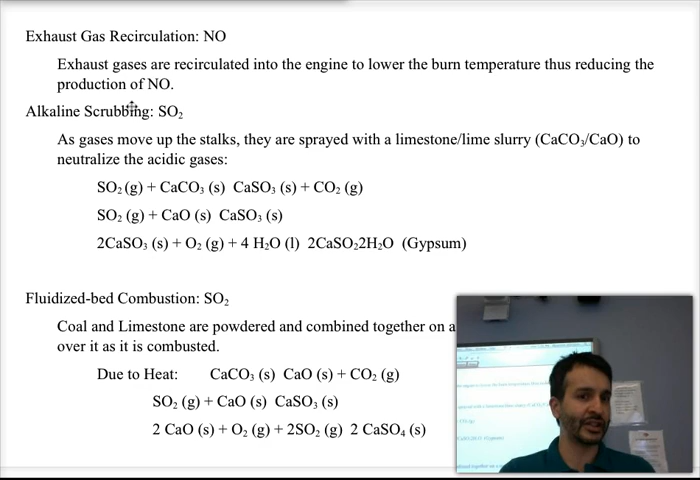 Exhaust Gas Recirculation: NO
Exhaust gases are recirculated into the engine to lower the burn temperature thus reducing the
production of NO.
Alkaline Scrubbing: SO₂
As gases move up the stalks, they are sprayed with a limestone/lime slurry (CaCO₃/CaO) to
neutralize the acidic gases:
SO₂ (g) + CaCO₃ (s) CaSO₃ (s) + CO₂ (g)
SO₂ (g) + CaO (s) CaSO₃ (s)
2CaSO₃ (s) + O₂ (g) + 4 H₂O (l) 2CaSO₂2H₂O (Gypsum)
Fluidized-bed Combustion: SO₂
Coal and Limestone are powdered and combined together on a
over it as it is combusted.
Due to Heat: CaCO₃ (s) CaO (s) + CO₂ (g)
SO₂ (g) + CaO (s) CaSO₃ (s)
2 CaO (s) + O₂ (g) + 2SO₂ (g) 2 CaSO₄ (s)